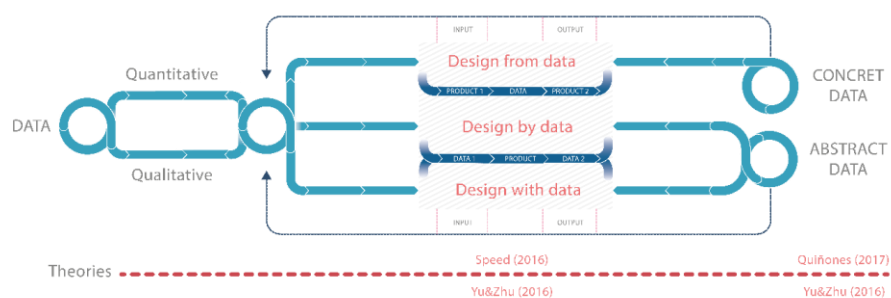 INPUT
OUTPUT
Design from data
Quantitative
PRODUCT 1
DATA
PRODUCT 2
CONCRET
DATA
DATA
Design by data
ABSTRACT
DATA
DATA 1
PRODUCT
DATA 2
Qualitative
Design with data
INPUT
OUTPUT
Theories
Speed (2016)
Quiñones (2017)
Yu&Zhu (2016)
Yu&Zhu (2016)